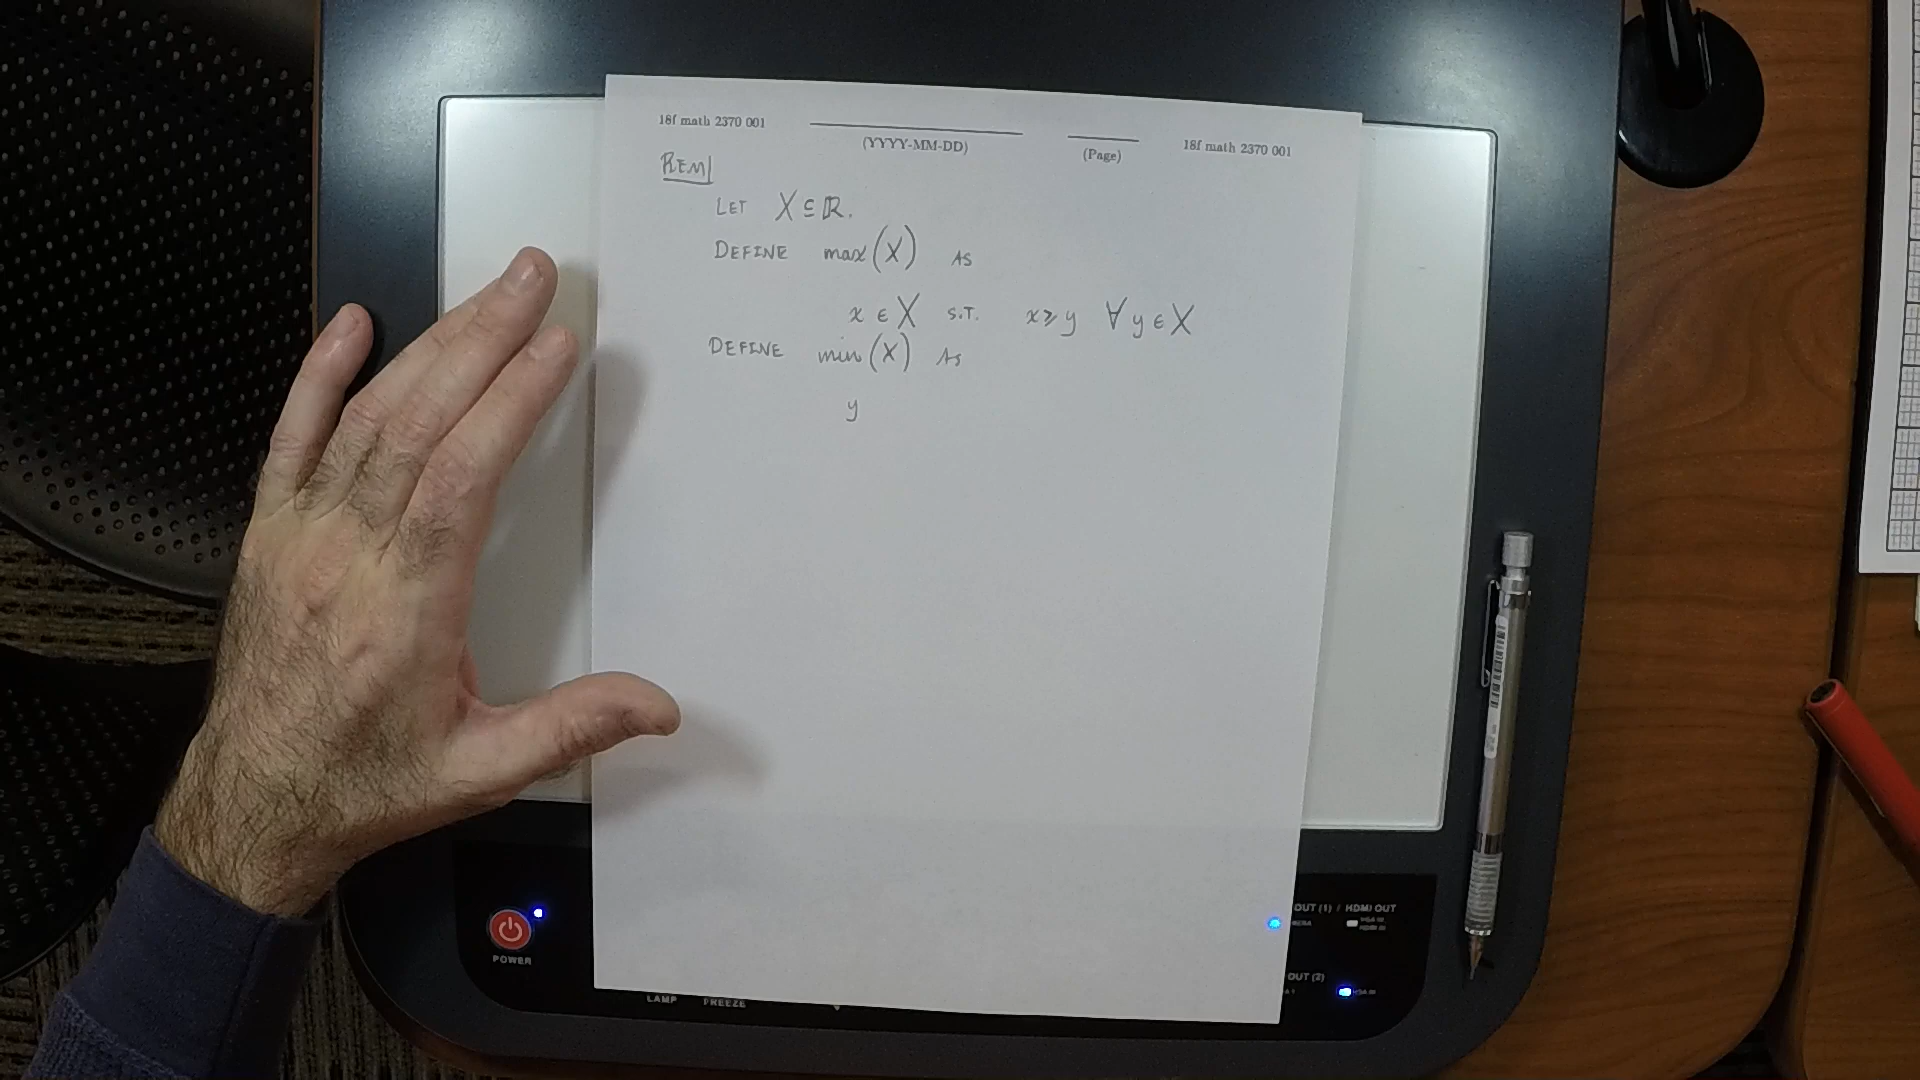 18f math 2370 001 (YYYY-MM-DD) (Page) 18f math 2370 001
REM
LET X ⊆ ℝ.
DEFINE max(X) AS
x ∈ X S.T. x ≥ y ∀ y ∈ X
DEFINE min(X) AS
y
POWER
LAMP FREEZE
OUT (1) / HDMI OUT
OUT (2)